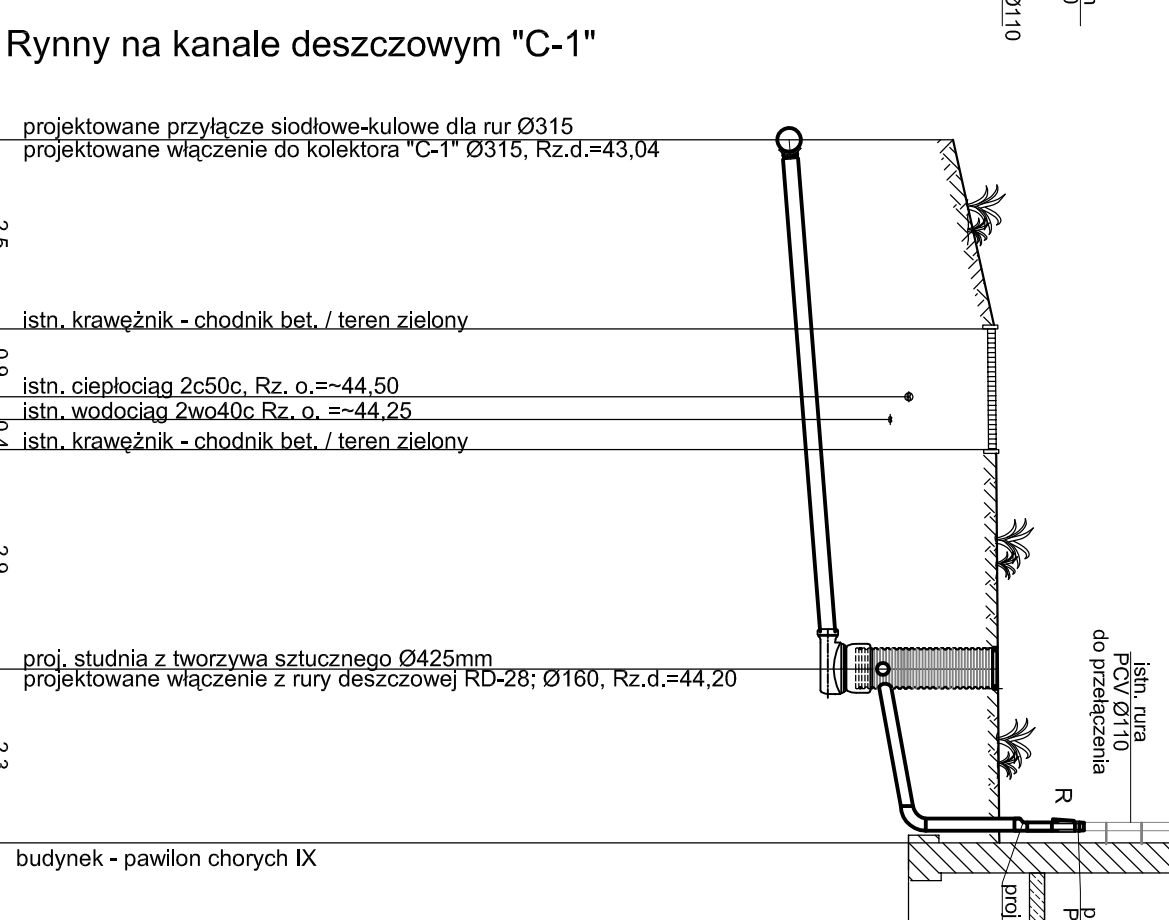 Rynny na kanale deszczowym "C-1"
projektowane przyłącze siodłowe-kulowe dla rur Ø315
projektowane włączenie do kolektora "C-1" Ø315, Rz.d.=43,04
istn. krawężnik - chodnik bet. / teren zielony
istn. ciepłociąg 2c50c, Rz. o.=~44,50
istn. wodociąg 2wo40c Rz. o. =~44,25
istn. krawężnik - chodnik bet. / teren zielony
proj. studnia z tworzywa sztucznego Ø425mm
projektowane włączenie z rury deszczowej RD-28; Ø160, Rz.d.=44,20
budynek - pawilon chorych IX
istn. rura
PCV Ø110
do przełączenia
R
Ø110
proj